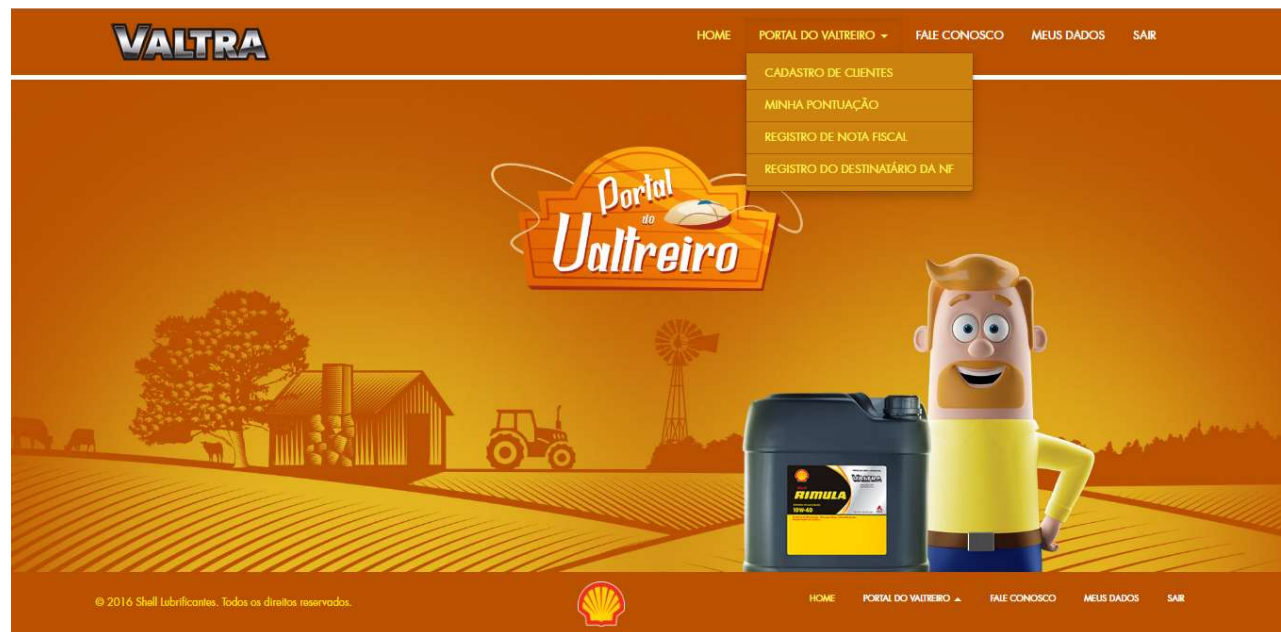 VALTRA
HOME PORTAL DO VALTREIRO FALE CONOSCO MEUS DADOS SAIR
CADASTRO DE CLIENTES
MINHA PONTUAÇÃO
REGISTRO DE NOTA FISCAL
REGISTRO DO DESTINATÁRIO DA NF
Portal
do
Valtreiro
VALTRA
RIMULA
10W-40
© 2016 Shell Lubrificantes. Todos os direitos reservados.
HOME PORTAL DO VALTREIRO FALE CONOSCO MEUS DADOS SAIR